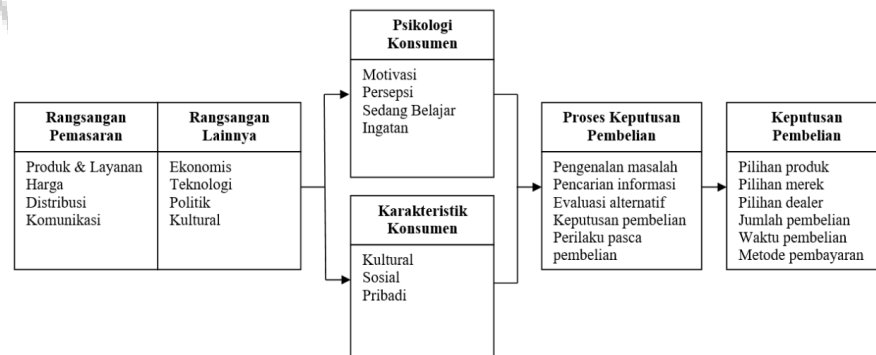 Rangsangan
Pemasaran
Produk & Layanan
Harga
Distribusi
Komunikasi
Rangsangan
Lainnya
Ekonomis
Teknologi
Politik
Kultural
Psikologi
Konsumen
Motivasi
Persepsi
Sedang Belajar
Ingatan
Karakteristik
Konsumen
Kultural
Sosial
Pribadi
Proses Keputusan
Pembelian
Pengenalan masalah
Pencarian informasi
Evaluasi alternatif
Keputusan pembelian
Perilaku pasca
pembelian
Keputusan
Pembelian
Pilihan produk
Pilihan merek
Pilihan dealer
Jumlah pembelian
Waktu pembelian
Metode pembayaran